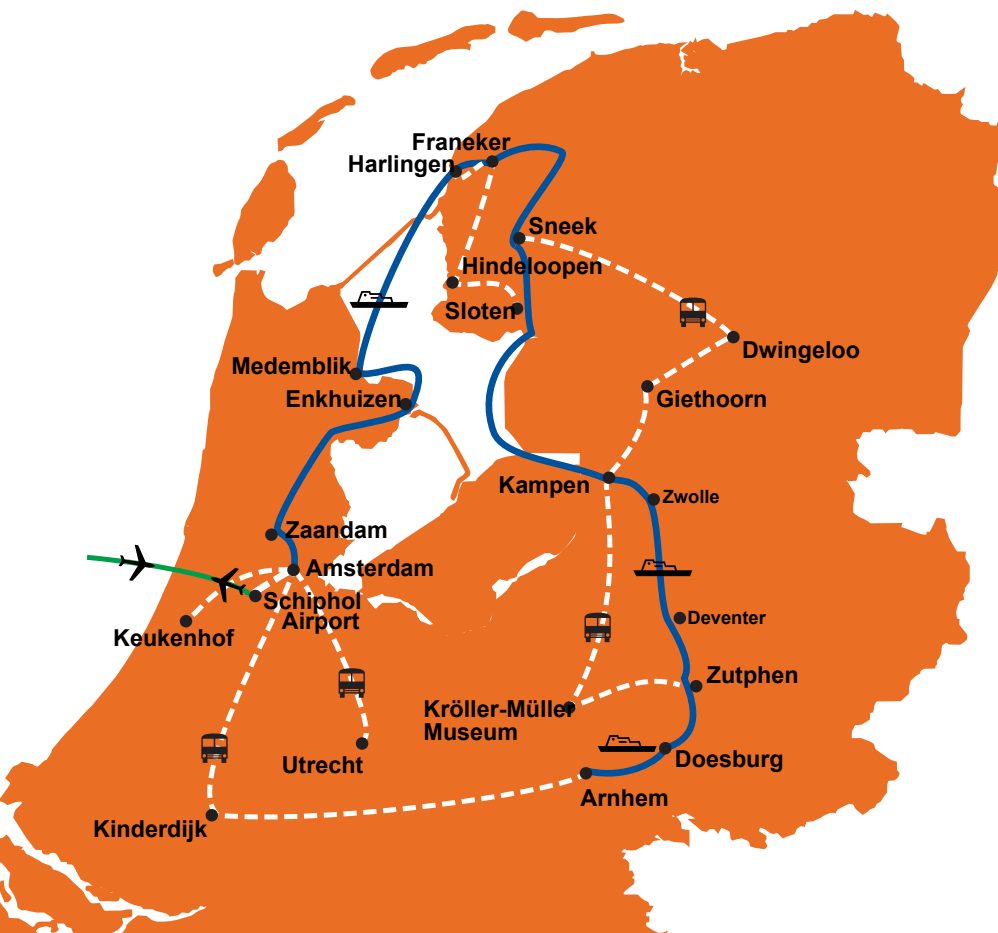 Franeker
Harlingen
Sneek
Hindeloopen
Sloten
Dwingeloo
Medemblik
Enkhuizen
Giethoorn
Kampen
Zwolle
Zaandam
Amsterdam
Schiphol
Airport
Keukenhof
Deventer
Zutphen
Kröller-Müller
Museum
Utrecht
Doesburg
Arnhem
Kinderdijk